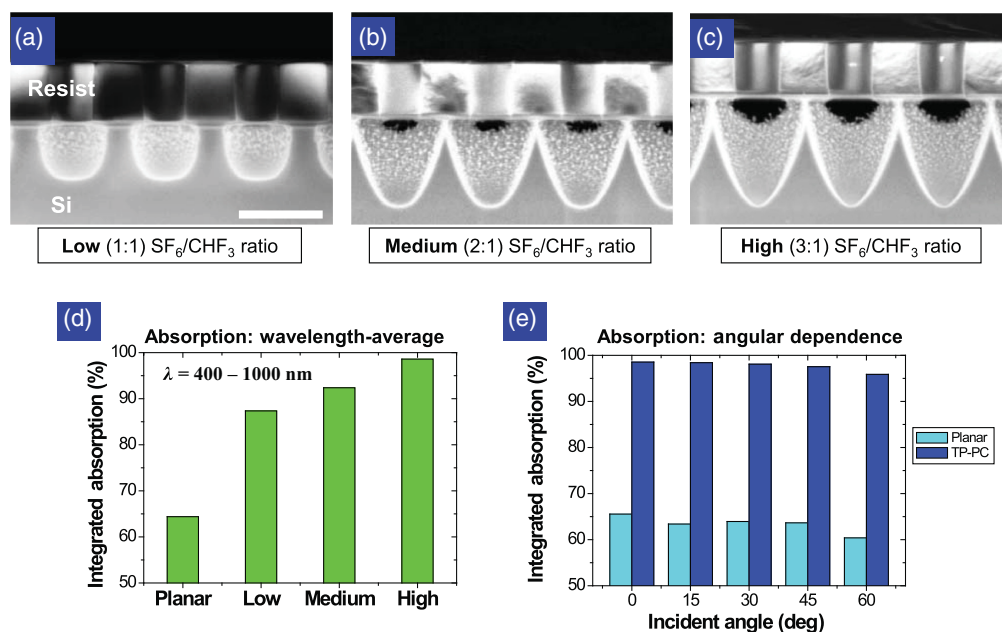 (a)
(b)
(c)
Resist
Si
Low (1:1) SF₆/CHF₃ ratio
Medium (2:1) SF₆/CHF₃ ratio
High (3:1) SF₆/CHF₃ ratio
(d)
Absorption: wavelength-average
λ = 400 – 1000 nm
Integrated absorption (%)
100
90
80
70
60
50
Planar
Low
Medium
High
(e)
Absorption: angular dependence
Integrated absorption (%)
100
90
80
70
60
50
0
15
30
45
60
Incident angle (deg)
Planar
TP-PC